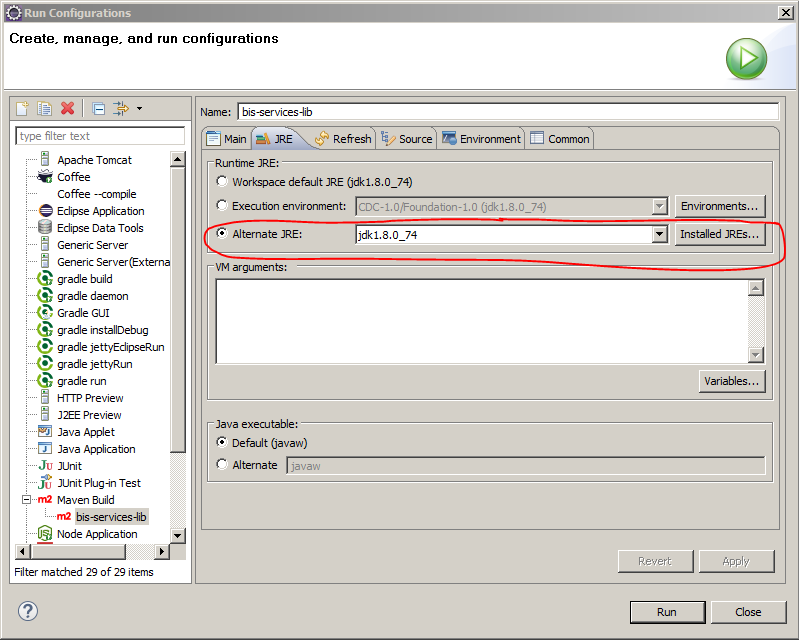 Run Configurations
Create, manage, and run configurations
type filter text
Apache Tomcat
Coffee
Coffee --compile
Eclipse Application
Eclipse Data Tools
Generic Server
Generic Server(Externa
gradle build
gradle daemon
Gradle GUI
gradle installDebug
gradle jettyEclipseRun
gradle jettyRun
gradle run
HTTP Preview
J2EE Preview
Java Applet
Java Application
Ju JUnit
JUnit Plug-in Test
m2 Maven Build
m2 bis-services-lib
Node Application
Filter matched 29 of 29 items
Name: bis-services-lib
Main JRE Refresh Source Environment Common
Runtime JRE:
Workspace default JRE (jdk1.8.0_74)
Execution environment: CDC-1.0/Foundation-1.0 (jdk1.8.0_74) Environments...
Alternate JRE: jdk1.8.0_74 Installed JREs...
VM arguments:
Variables...
Java executable:
Default (javaw)
Alternate javaw
Revert Apply
? Run Close